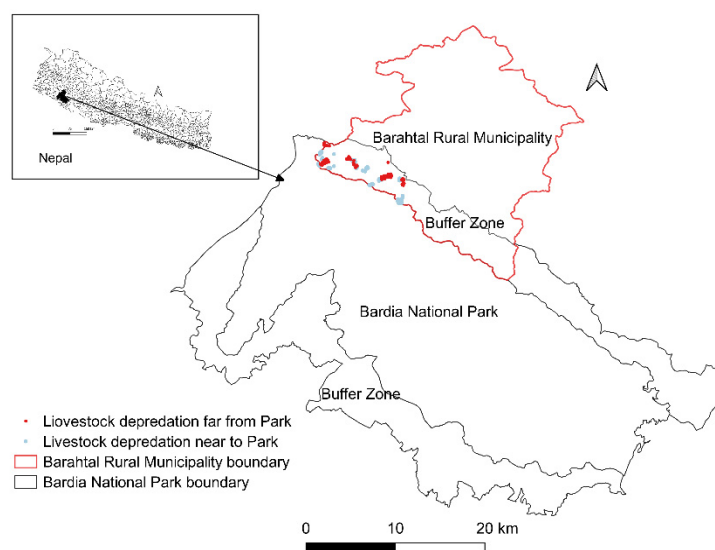 Nepal
Barahtal Rural Municipality
Buffer Zone
Bardia National Park
Buffer Zone
Liovestock depredation far from Park
Livestock depredation near to Park
Barahtal Rural Municipality boundary
Bardia National Park boundary
0 10 20 km